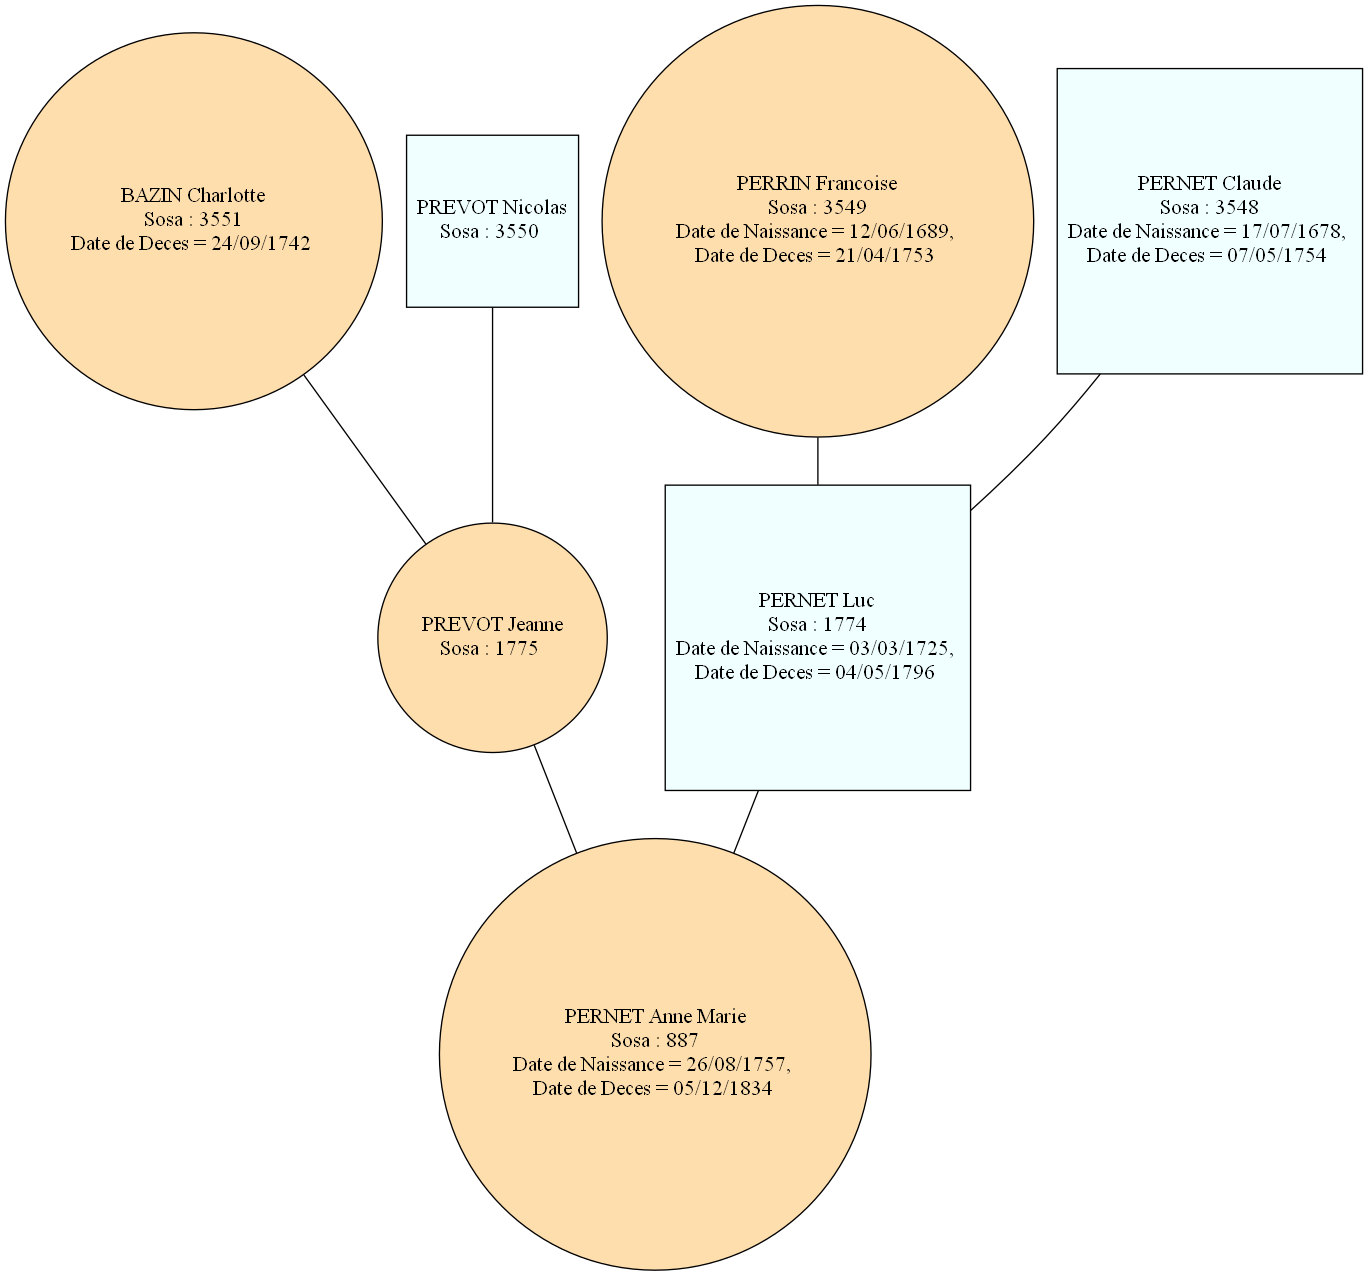 BAZIN Charlotte
Sosa : 3551
Date de Deces = 24/09/1742
PREVOT Nicolas
Sosa : 3550
PERRIN Francoise
Sosa : 3549
Date de Naissance = 12/06/1689,
Date de Deces = 21/04/1753
PERNET Claude
Sosa : 3548
Date de Naissance = 17/07/1678,
Date de Deces = 07/05/1754
PREVOT Jeanne
Sosa : 1775
PERNET Luc
Sosa : 1774
Date de Naissance = 03/03/1725,
Date de Deces = 04/05/1796
PERNET Anne Marie
Sosa : 887
Date de Naissance = 26/08/1757,
Date de Deces = 05/12/1834